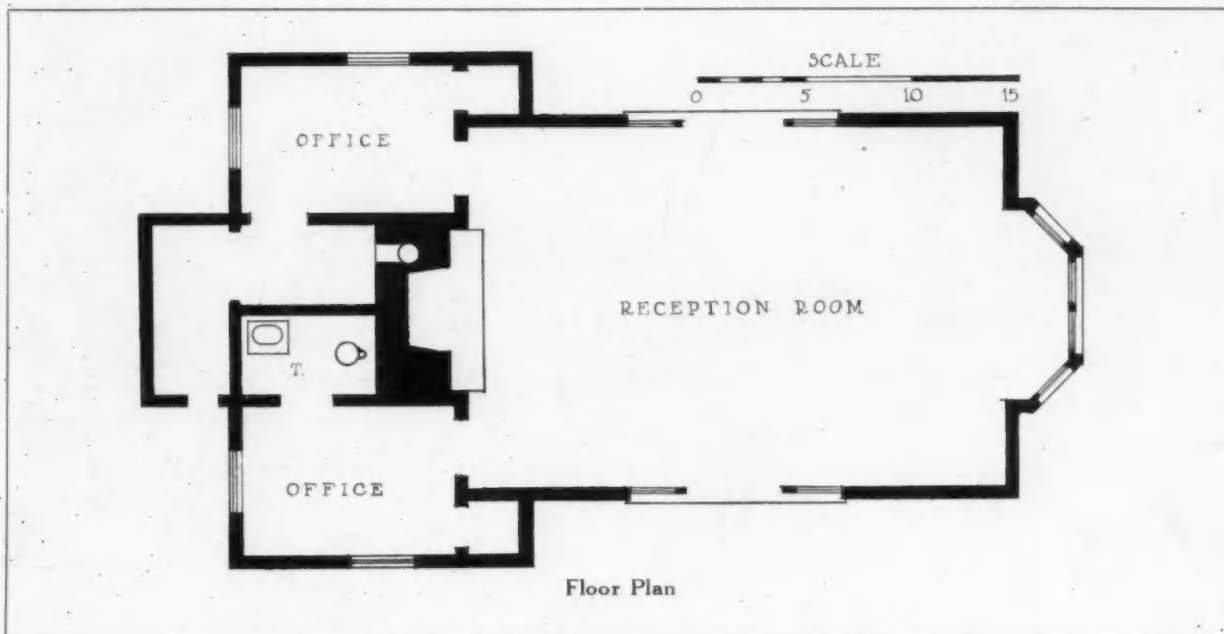 SCALE
0 5 10 15
OFFICE
RECEPTION ROOM
T.
OFFICE
Floor Plan